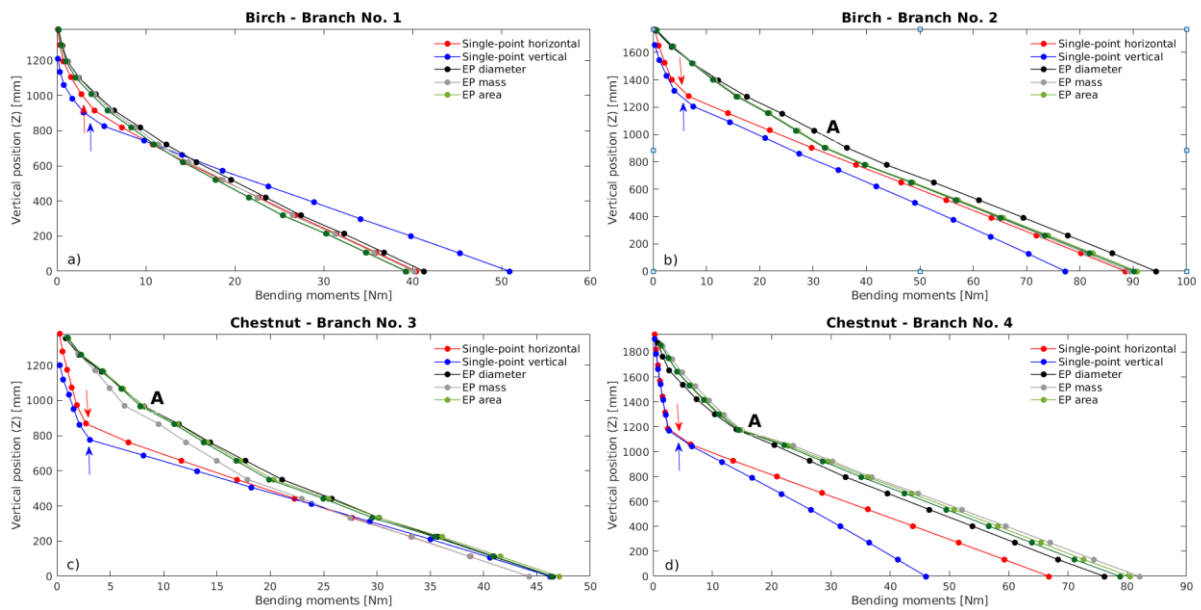 Birch - Branch No. 1
Vertical position (Z) [mm]
1200
1000
800
600
400
200
0
Single-point horizontal
Single-point vertical
EP diameter
EP mass
EP area
a)
0 10 20 30 40 50 60
Bending moments [Nm]
Birch - Branch No. 2
Vertical position (Z) [mm]
1600
1400
1200
1000
800
600
400
200
0
Single-point horizontal
Single-point vertical
EP diameter
EP mass
EP area
A
b)
0 10 20 30 40 50 60 70 80 90 100
Bending moments [Nm]
Chestnut - Branch No. 3
Vertical position (Z) [mm]
1200
1000
800
600
400
200
0
Single-point horizontal
Single-point vertical
EP diameter
EP mass
EP area
A
c)
0 5 10 15 20 25 30 35 40 45 50
Bending moments [Nm]
Chestnut - Branch No. 4
Vertical position (Z) [mm]
1800
1600
1400
1200
1000
800
600
400
200
0
Single-point horizontal
Single-point vertical
EP diameter
EP mass
EP area
A
d)
0 10 20 30 40 50 60 70 80 90
Bending moments [Nm]